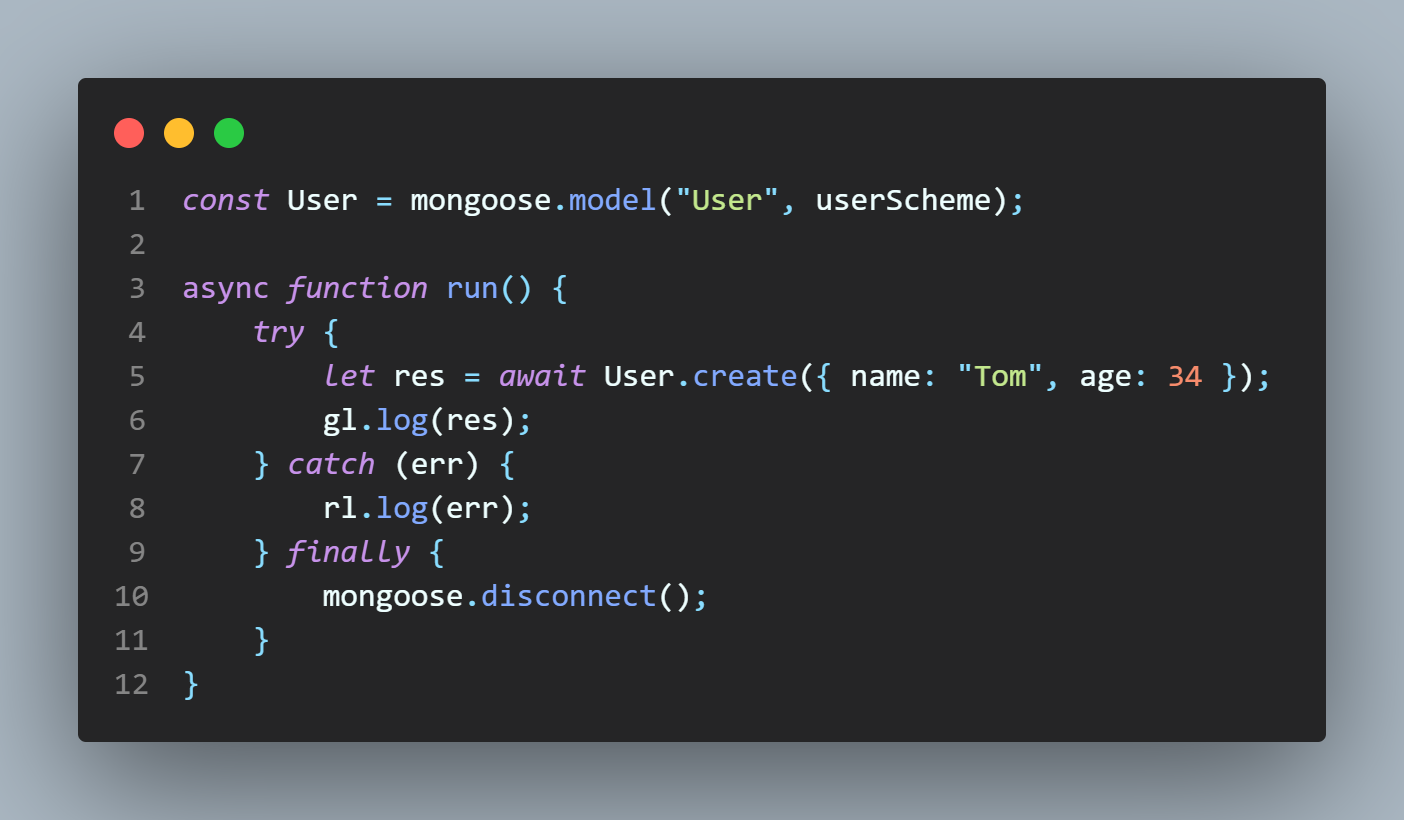 1 const User = mongoose.model("User", userScheme);
2
3 async function run() {
4     try {
5         let res = await User.create({ name: "Tom", age: 34 });
6         gl.log(res);
7     } catch (err) {
8         rl.log(err);
9     } finally {
10         mongoose.disconnect();
11     }
12 }